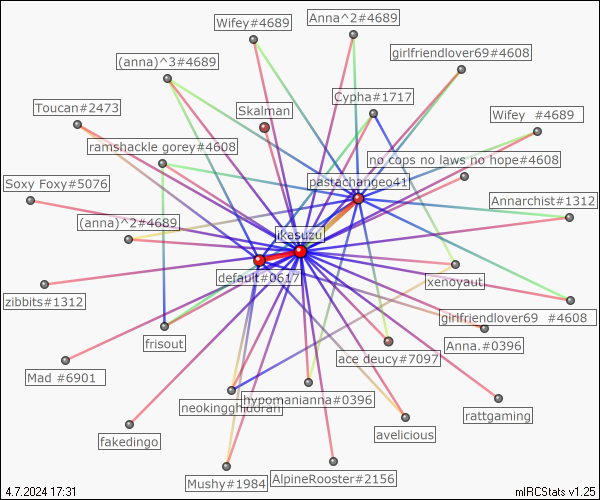 Wifey#4689
Anna^2#4689
girlfriendlover69#4608
(anna)^3#4689
Cypha#1717
Toucan#2473
Skalman
Wifey  #4689
ramshackle gorey#4608
no cops no laws no hope#4608
Soxy Foxy#5076
pastachangeo41
Annarchist#1312
(anna)^2#4689
ikasuzu
default#0617
xenoyaut
zibbits#1312
girlfriendlover69  #4608
frisout
Anna.#0396
ace deucy#7097
Mad #6901
hypomanianna#0396
neokingghidorah
rattgaming
avelicious
fakedingo
Mushy#1984
AlpineRooster#2156
4.7.2024 17:31
mIRCStats v1.25